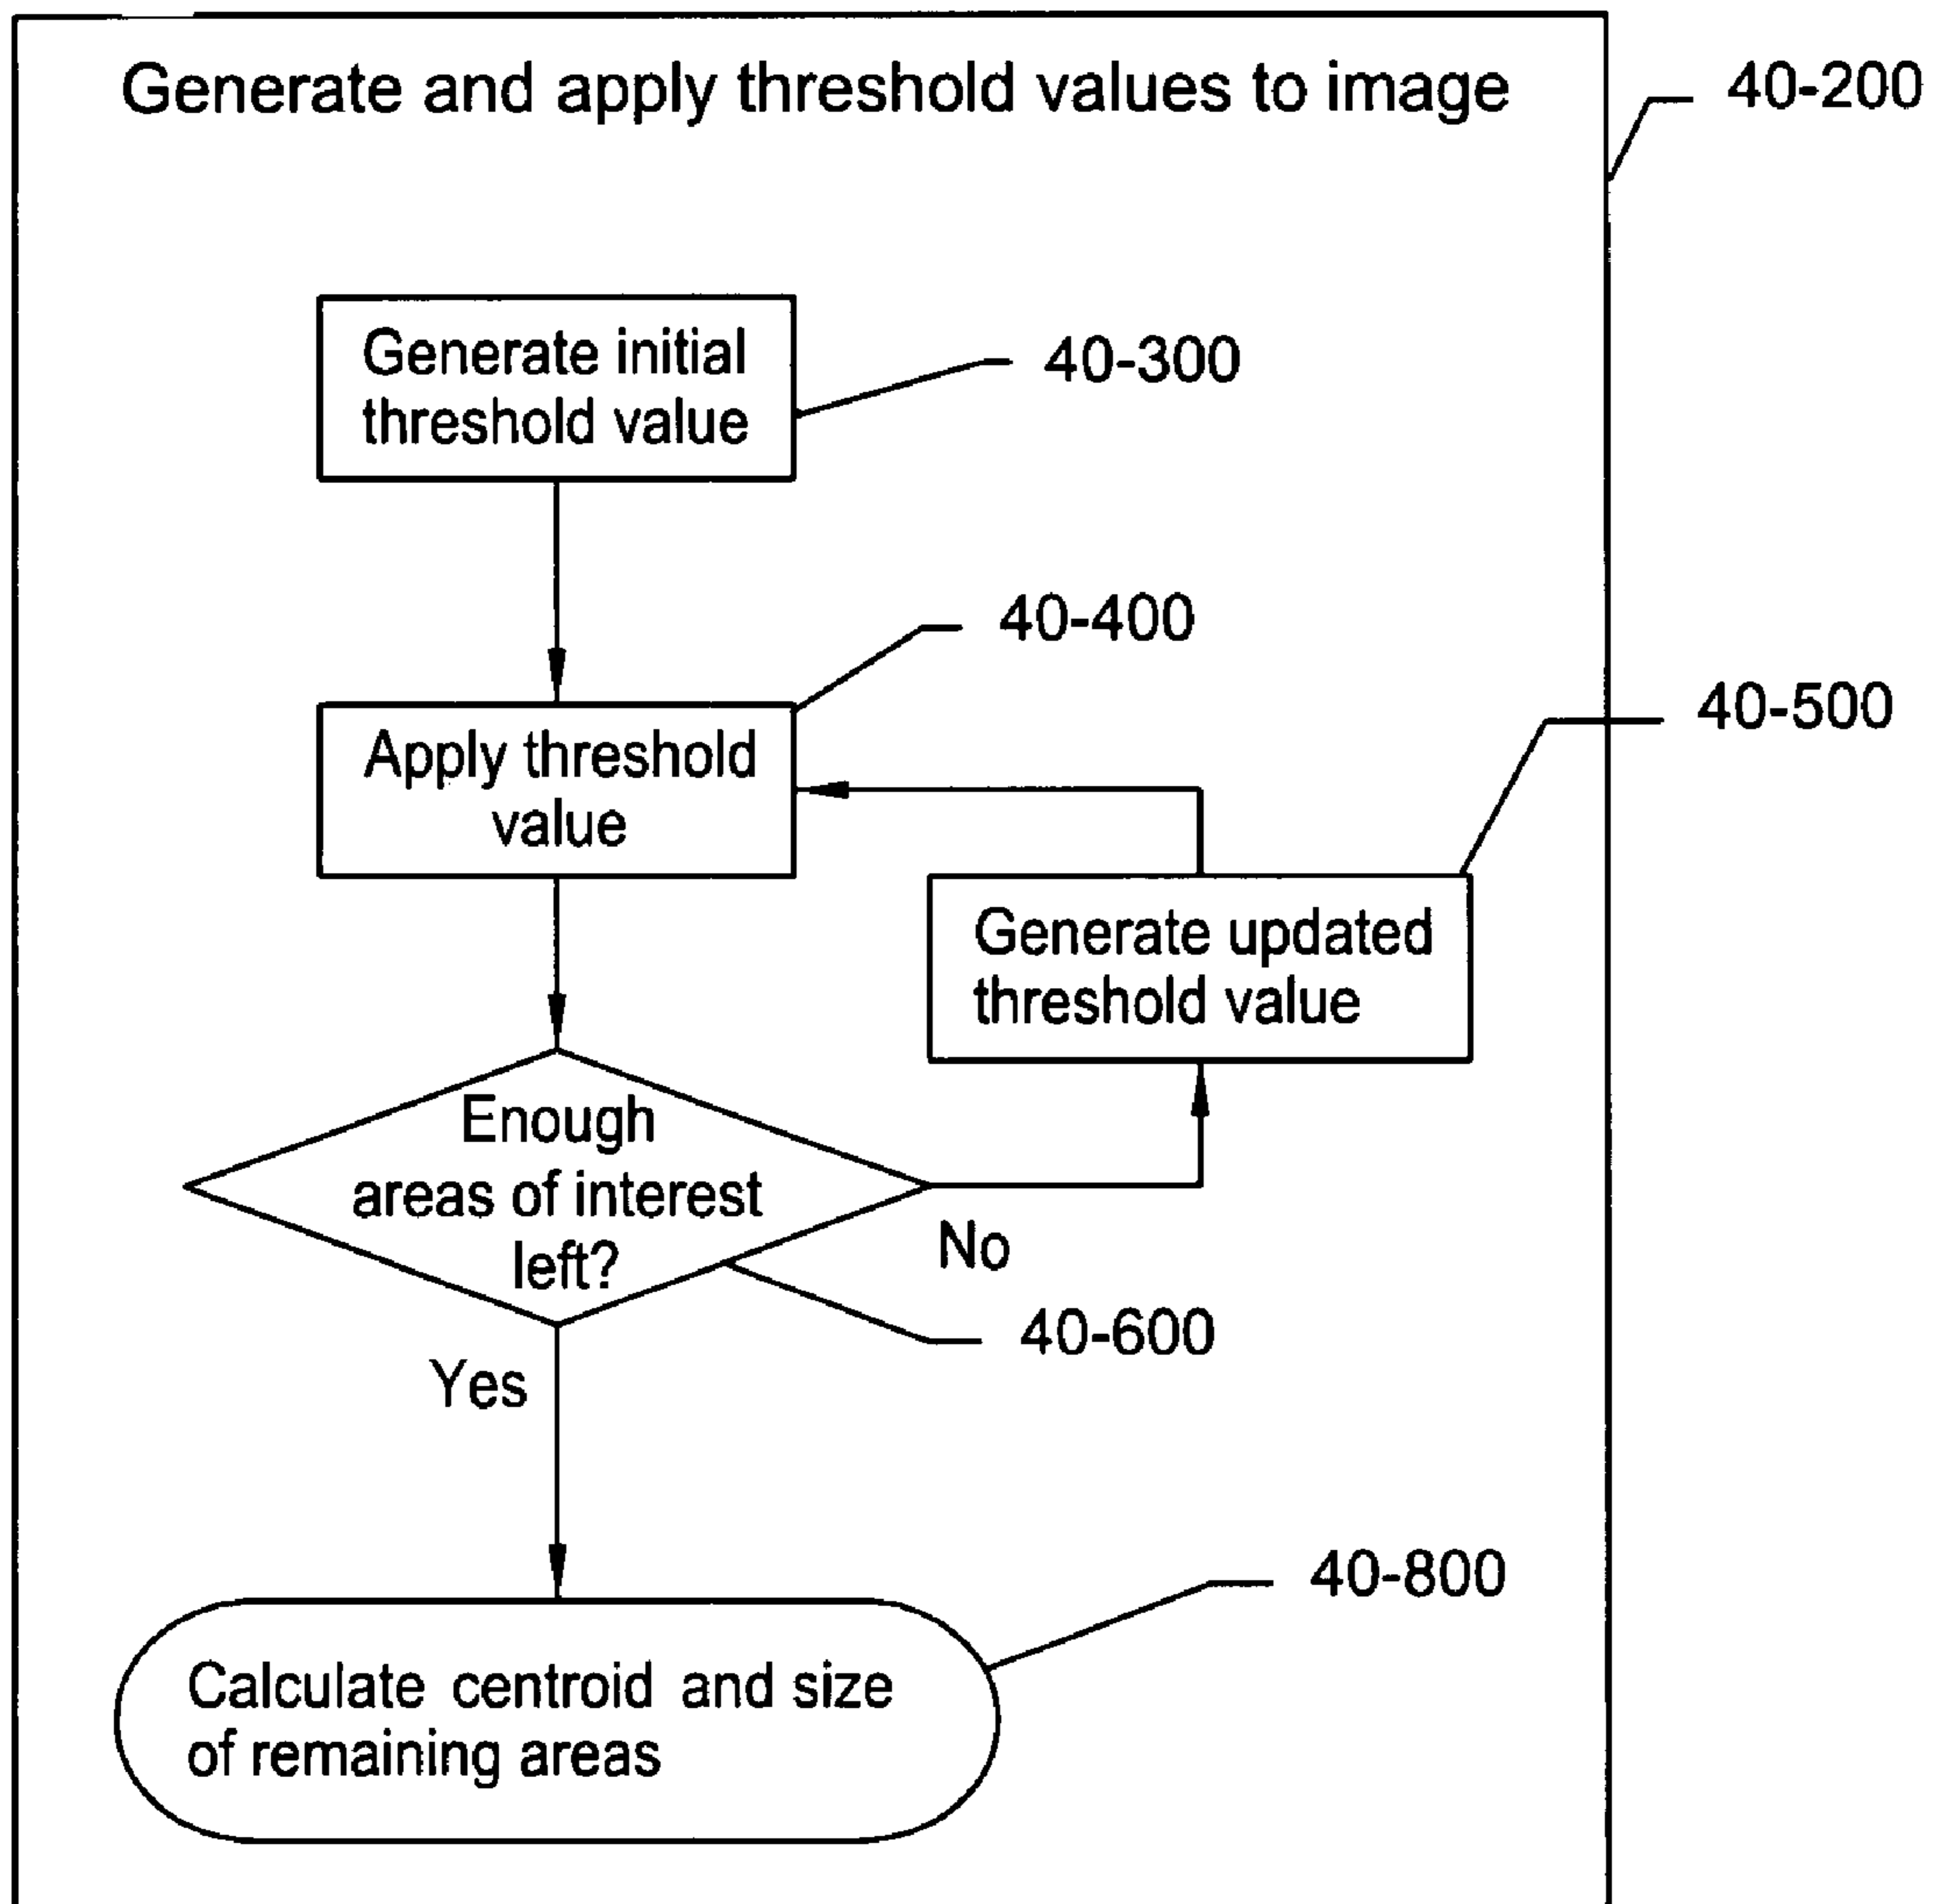 Generate and apply threshold values to image
40-200
Generate initial
threshold value
40-300
40-400
Apply threshold
value
40-500
Generate updated
threshold value
Enough
areas of interest
left?
No
40-600
Yes
40-800
Calculate centroid and size
of remaining areas